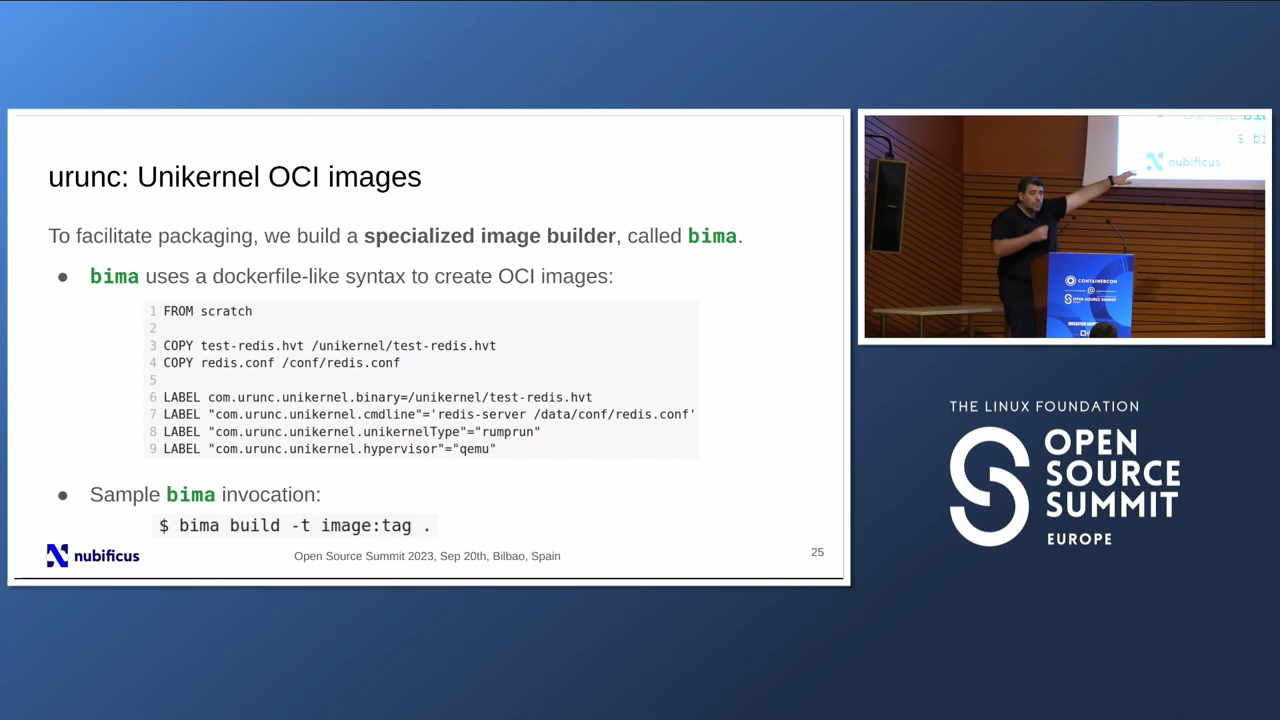 urunc: Unikernel OCI images
To facilitate packaging, we build a specialized image builder, called bima.
● bima uses a dockerfile-like syntax to create OCI images:
1 FROM scratch
2
3 COPY test-redis.hvt /unikernel/test-redis.hvt
4 COPY redis.conf /conf/redis.conf
5
6 LABEL com.urunc.unikernel.binary=/unikernel/test-redis.hvt
7 LABEL "com.urunc.unikernel.cmdline"='redis-server /data/conf/redis.conf'
8 LABEL "com.urunc.unikernel.unikernelType"="rumprun"
9 LABEL "com.urunc.unikernel.hypervisor"="qemu"
● Sample bima invocation:
$ bima build -t image:tag .
nubificus
Open Source Summit 2023, Sep 20th, Bilbao, Spain
25
$ bi
nubificus
CONTAINERCON
@
OPEN SOURCE SUMMIT
THE LINUX FOUNDATION
OPEN
SOURCE
SUMMIT
EUROPE